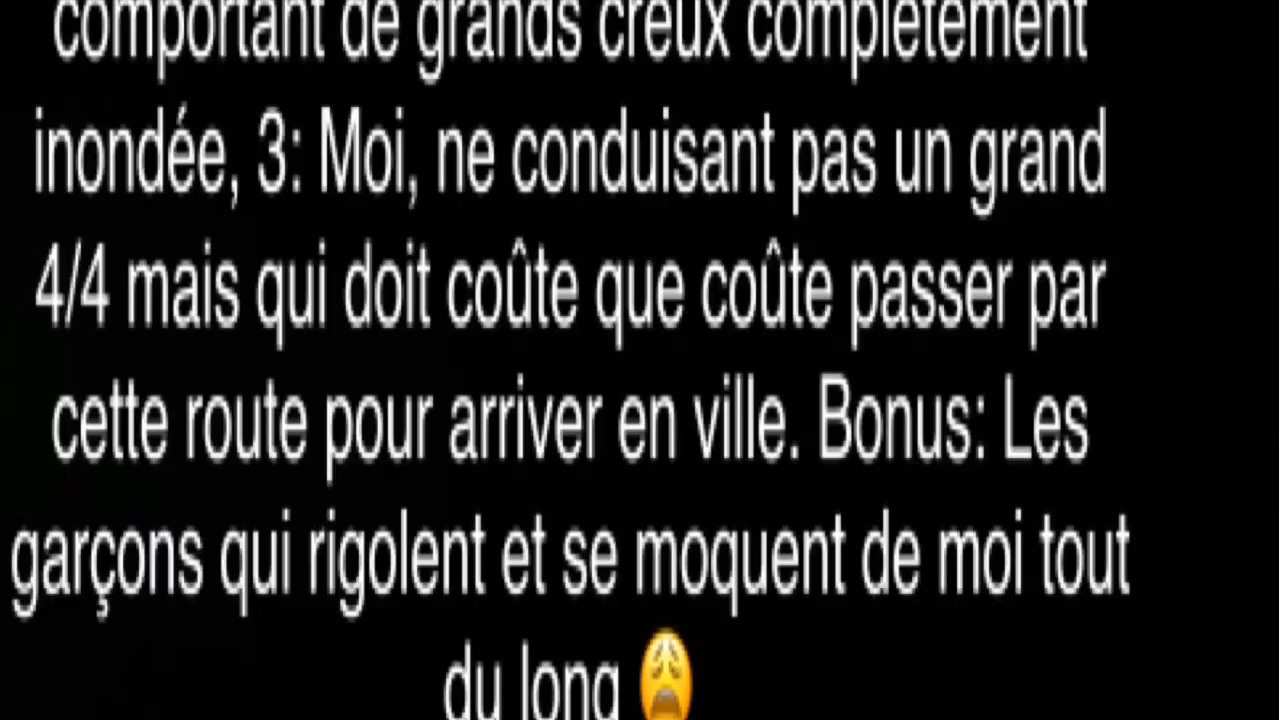 comportant de grands creux complètement
inondée, 3: Moi, ne conduisant pas un grand
4/4 mais qui doit coûte que coûte passer par
cette route pour arriver en ville. Bonus: Les
garçons qui rigolent et se moquent de moi tout
du long 😩